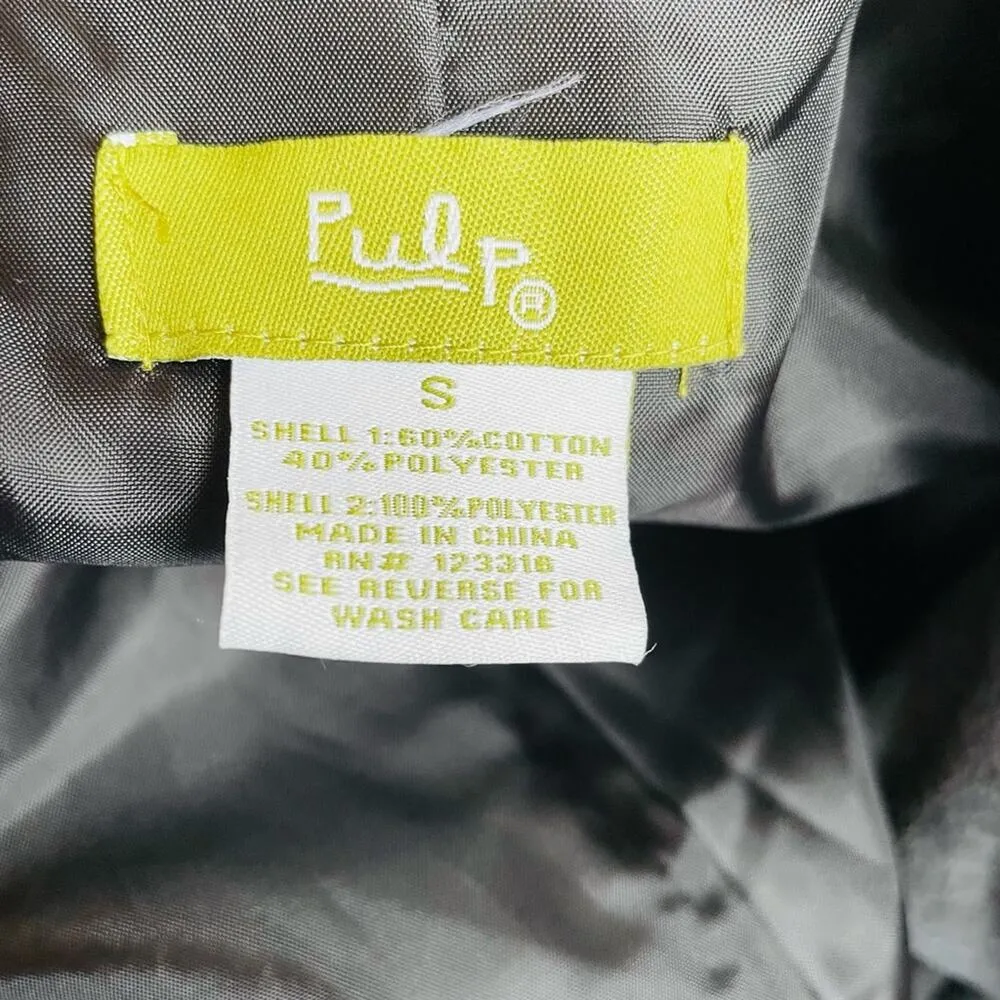 Pulp®
S
SHELL 1:60%COTTON
40%POLYESTER
SHELL 2:100%POLYESTER
MADE IN CHINA
RN# 123316
SEE REVERSE FOR
WASH CARE